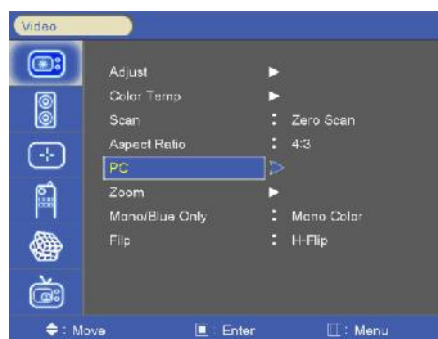 Video
Adjust
Color Temp
Scan : Zero Scan
Aspect Ratio : 4:3
PC
Zoom
Mono/Blue Only : Mono Color
Flip : H-Flip
: Move : Enter : Menu